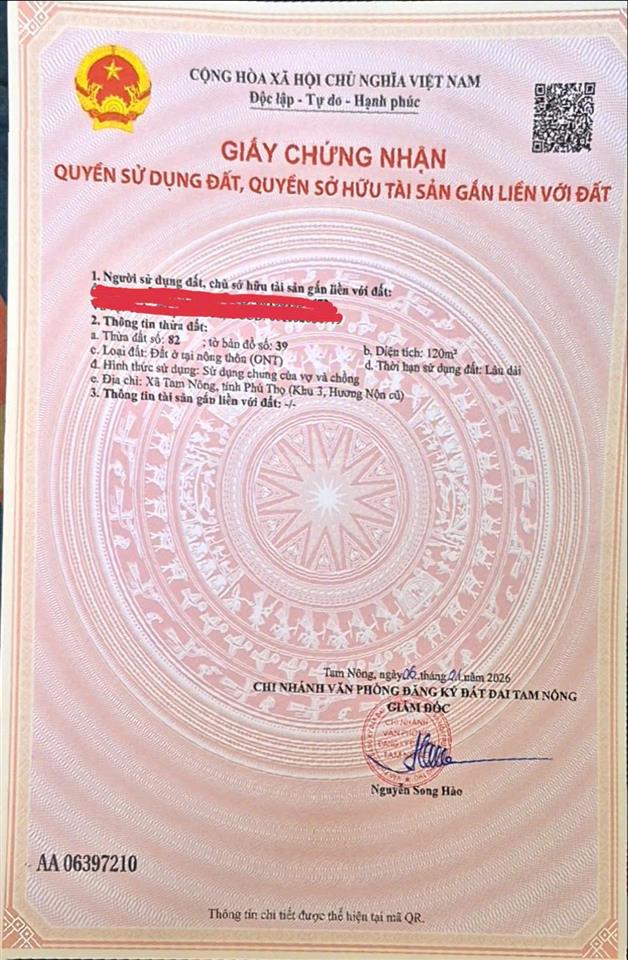 CỘNG HÒA XÃ HỘI CHỦ NGHĨA VIỆT NAM
Độc lập - Tự do - Hạnh phúc
GIẤY CHỨNG NHẬN
QUYỀN SỬ DỤNG ĐẤT, QUYỀN SỞ HỮU TÀI SẢN GẮN LIỀN VỚI ĐẤT
1. Người sử dụng đất, chủ sở hữu tài sản gắn liền với đất:
2. Thông tin thửa đất:
a. Thửa đất số: 82 ; tờ bản đồ số: 39 b. Diện tích: 120m²
c. Loại đất: Đất ở tại nông thôn (ONT) d. Thời hạn sử dụng đất: Lâu dài
đ. Hình thức sử dụng: Sử dụng chung của vợ và chồng
e. Địa chỉ: Xã Tam Nông, tỉnh Phú Thọ (Khu 3, Hương Nộn cũ)
3. Thông tin tài sản gắn liền với đất: -/-
Tam Nông, ngày 06 tháng 01 năm 2026
CHI NHÁNH VĂN PHÒNG ĐĂNG KÝ ĐẤT ĐAI TAM NÔNG
GIÁM ĐỐC
CHI NHÁNH
VĂN PHÒNG
Nguyễn Song Hào
AA 06397210
Thông tin chi tiết được thể hiện tại mã QR.